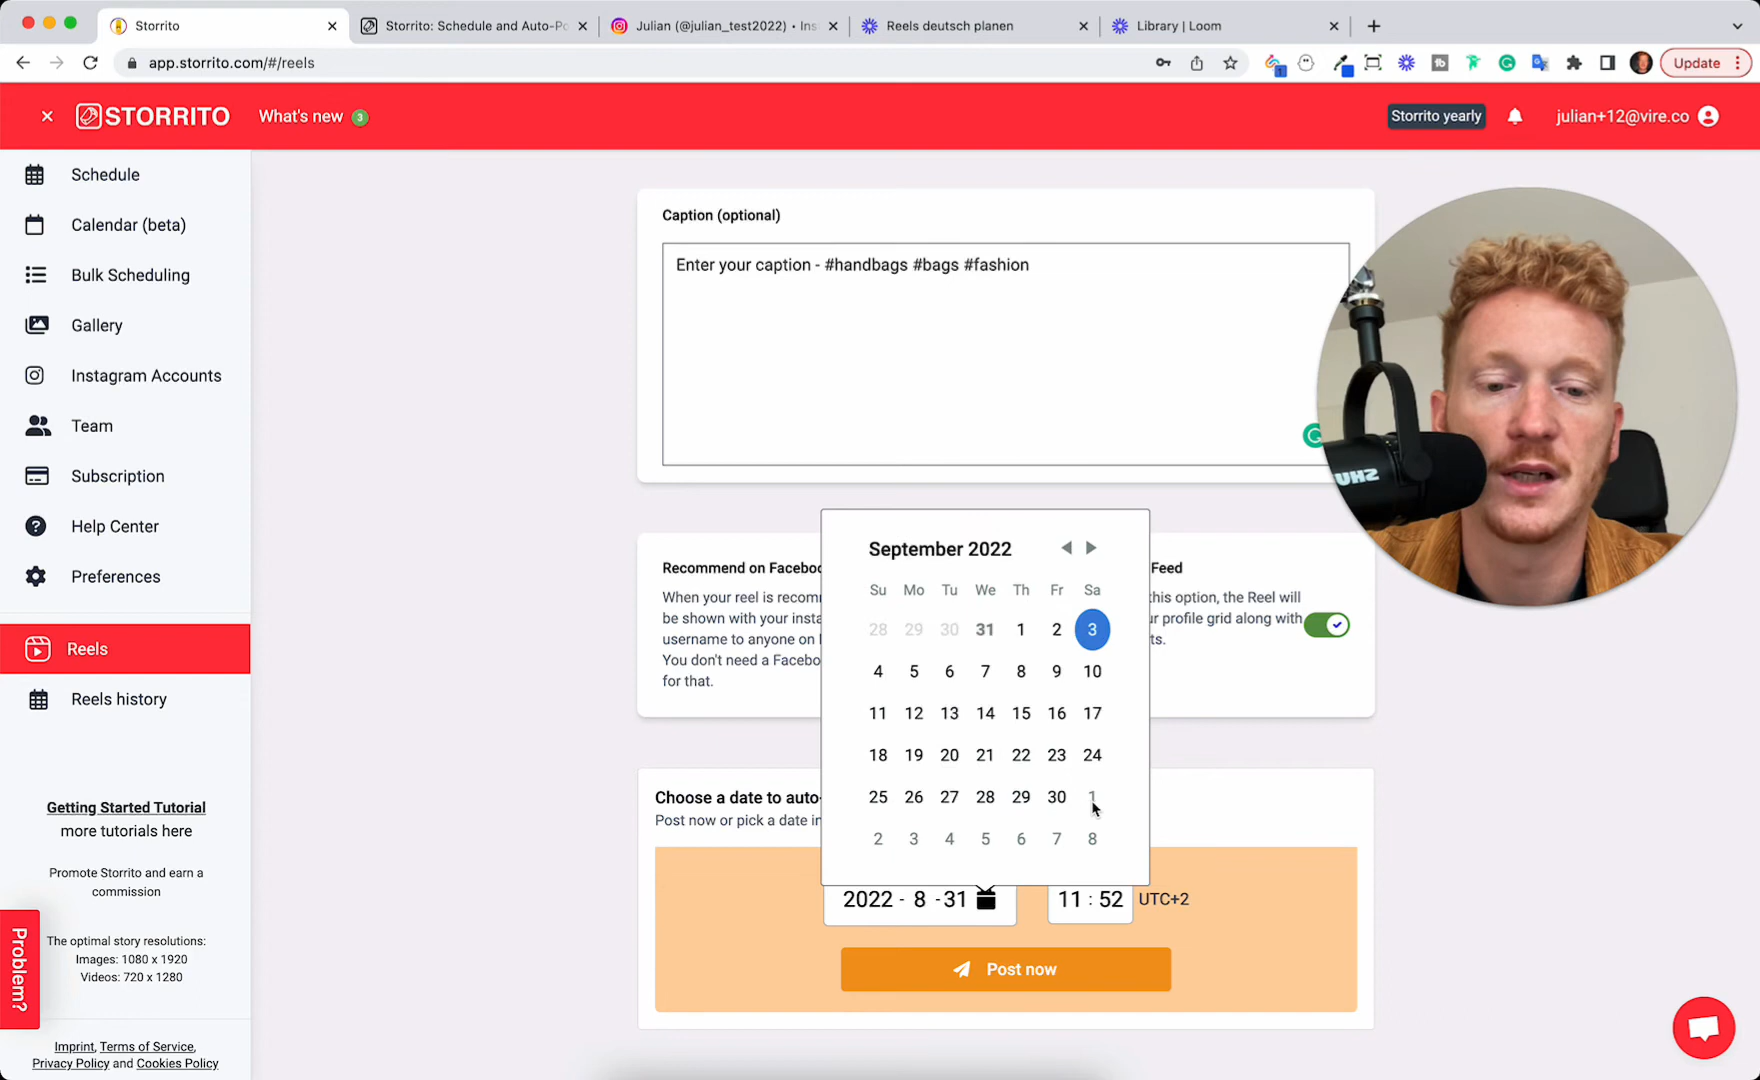 Storrito
Storrito: Schedule and Auto-Po
Julian (@julian_test2022) • Ins
Reels deutsch planen
Library | Loom
app.storrito.com/#/reels
1
Update
STORRITO
What's new 3
Storrito yearly
julian+12@vire.co
Schedule
Calendar (beta)
Bulk Scheduling
Gallery
Instagram Accounts
Team
Subscription
Help Center
Preferences
Reels
Reels history
Getting Started Tutorial
more tutorials here
Promote Storrito and earn a
commission
The optimal story resolutions:
Images: 1080 x 1920
Videos: 720 x 1280
Problem?
Imprint, Terms of Service,
Privacy Policy and Cookies Policy
Caption (optional)
Enter your caption - #handbags #bags #fashion
Recommend on Faceboo
When your reel is recomm
be shown with your insta
username to anyone on
You don't need a Facebo
for that.
Feed
this option, the Reel will
ur profile grid along with
ts.
September 2022
Su Mo Tu We Th Fr Sa
28 29 30 31 1 2 3
4 5 6 7 8 9 10
11 12 13 14 15 16 17
18 19 20 21 22 23 24
25 26 27 28 29 30 1
2 3 4 5 6 7 8
Choose a date to auto-
Post now or pick a date in
2022 - 8 - 31
11 : 52 UTC+2
Post now
SHU